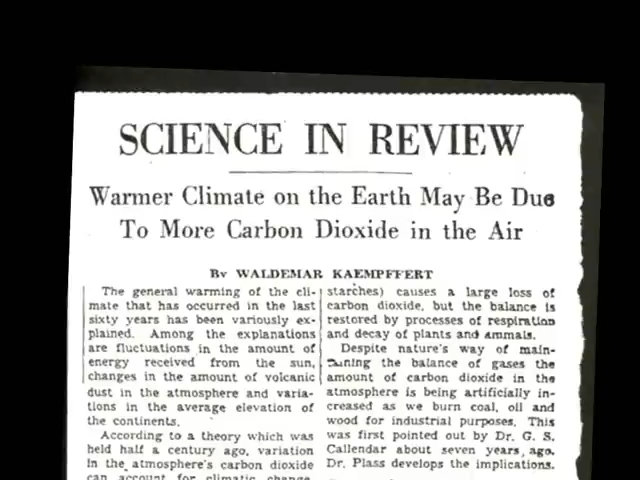 SCIENCE IN REVIEW
Warmer Climate on the Earth May Be Due
To More Carbon Dioxide in the Air
By WALDEMAR KAEMPFFERT
The general warming of the cli-
mate that has occurred in the last
sixty years has been variously ex-
plained. Among the explanations
are fluctuations in the amount of
energy received from the sun,
changes in the amount of volcanic
dust in the atmosphere and varia-
tions in the average elevation of
the continents.
According to a theory which was
held half a century ago, variation
in the atmosphere's carbon dioxide
can account for climatic change.
starches) causes a large loss of
carbon dioxide, but the balance is
restored by processes of respiration
and decay of plants and animals.
Despite nature's way of main-
taining the balance of gases the
amount of carbon dioxide in the
atmosphere is being artificially in-
creased as we burn coal, oil and
wood for industrial purposes. This
was first pointed out by Dr. G. S.
Callendar about seven years ago.
Dr. Plass develops the implications.